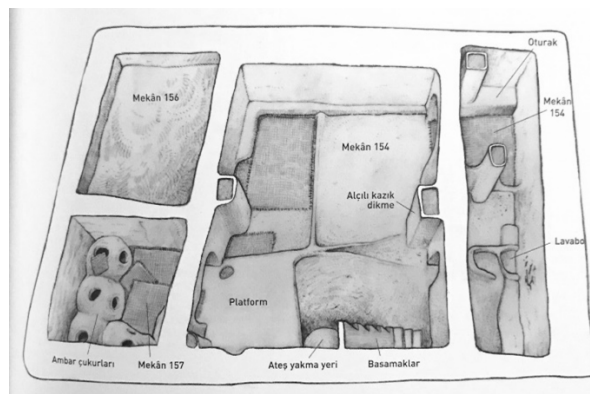 Oturak
Mekân 156
Mekân
154
Mekân 154
Alçılı kazık
dikme
Lavabo
Platform
Ambar çukurları
Mekân 157
Ateş yakma yeri
Basamaklar